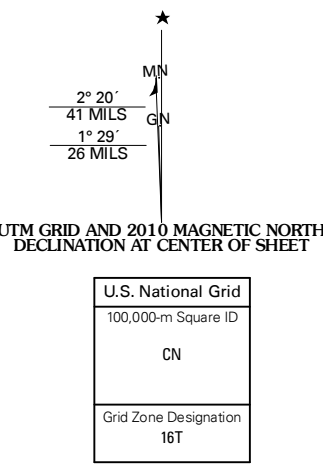 ★
MN
GN
2° 20´
41 MILS
1° 29´
26 MILS
UTM GRID AND 2010 MAGNETIC NORTH
DECLINATION AT CENTER OF SHEET
U.S. National Grid
100,000-m Square ID
CN
Grid Zone Designation
16T